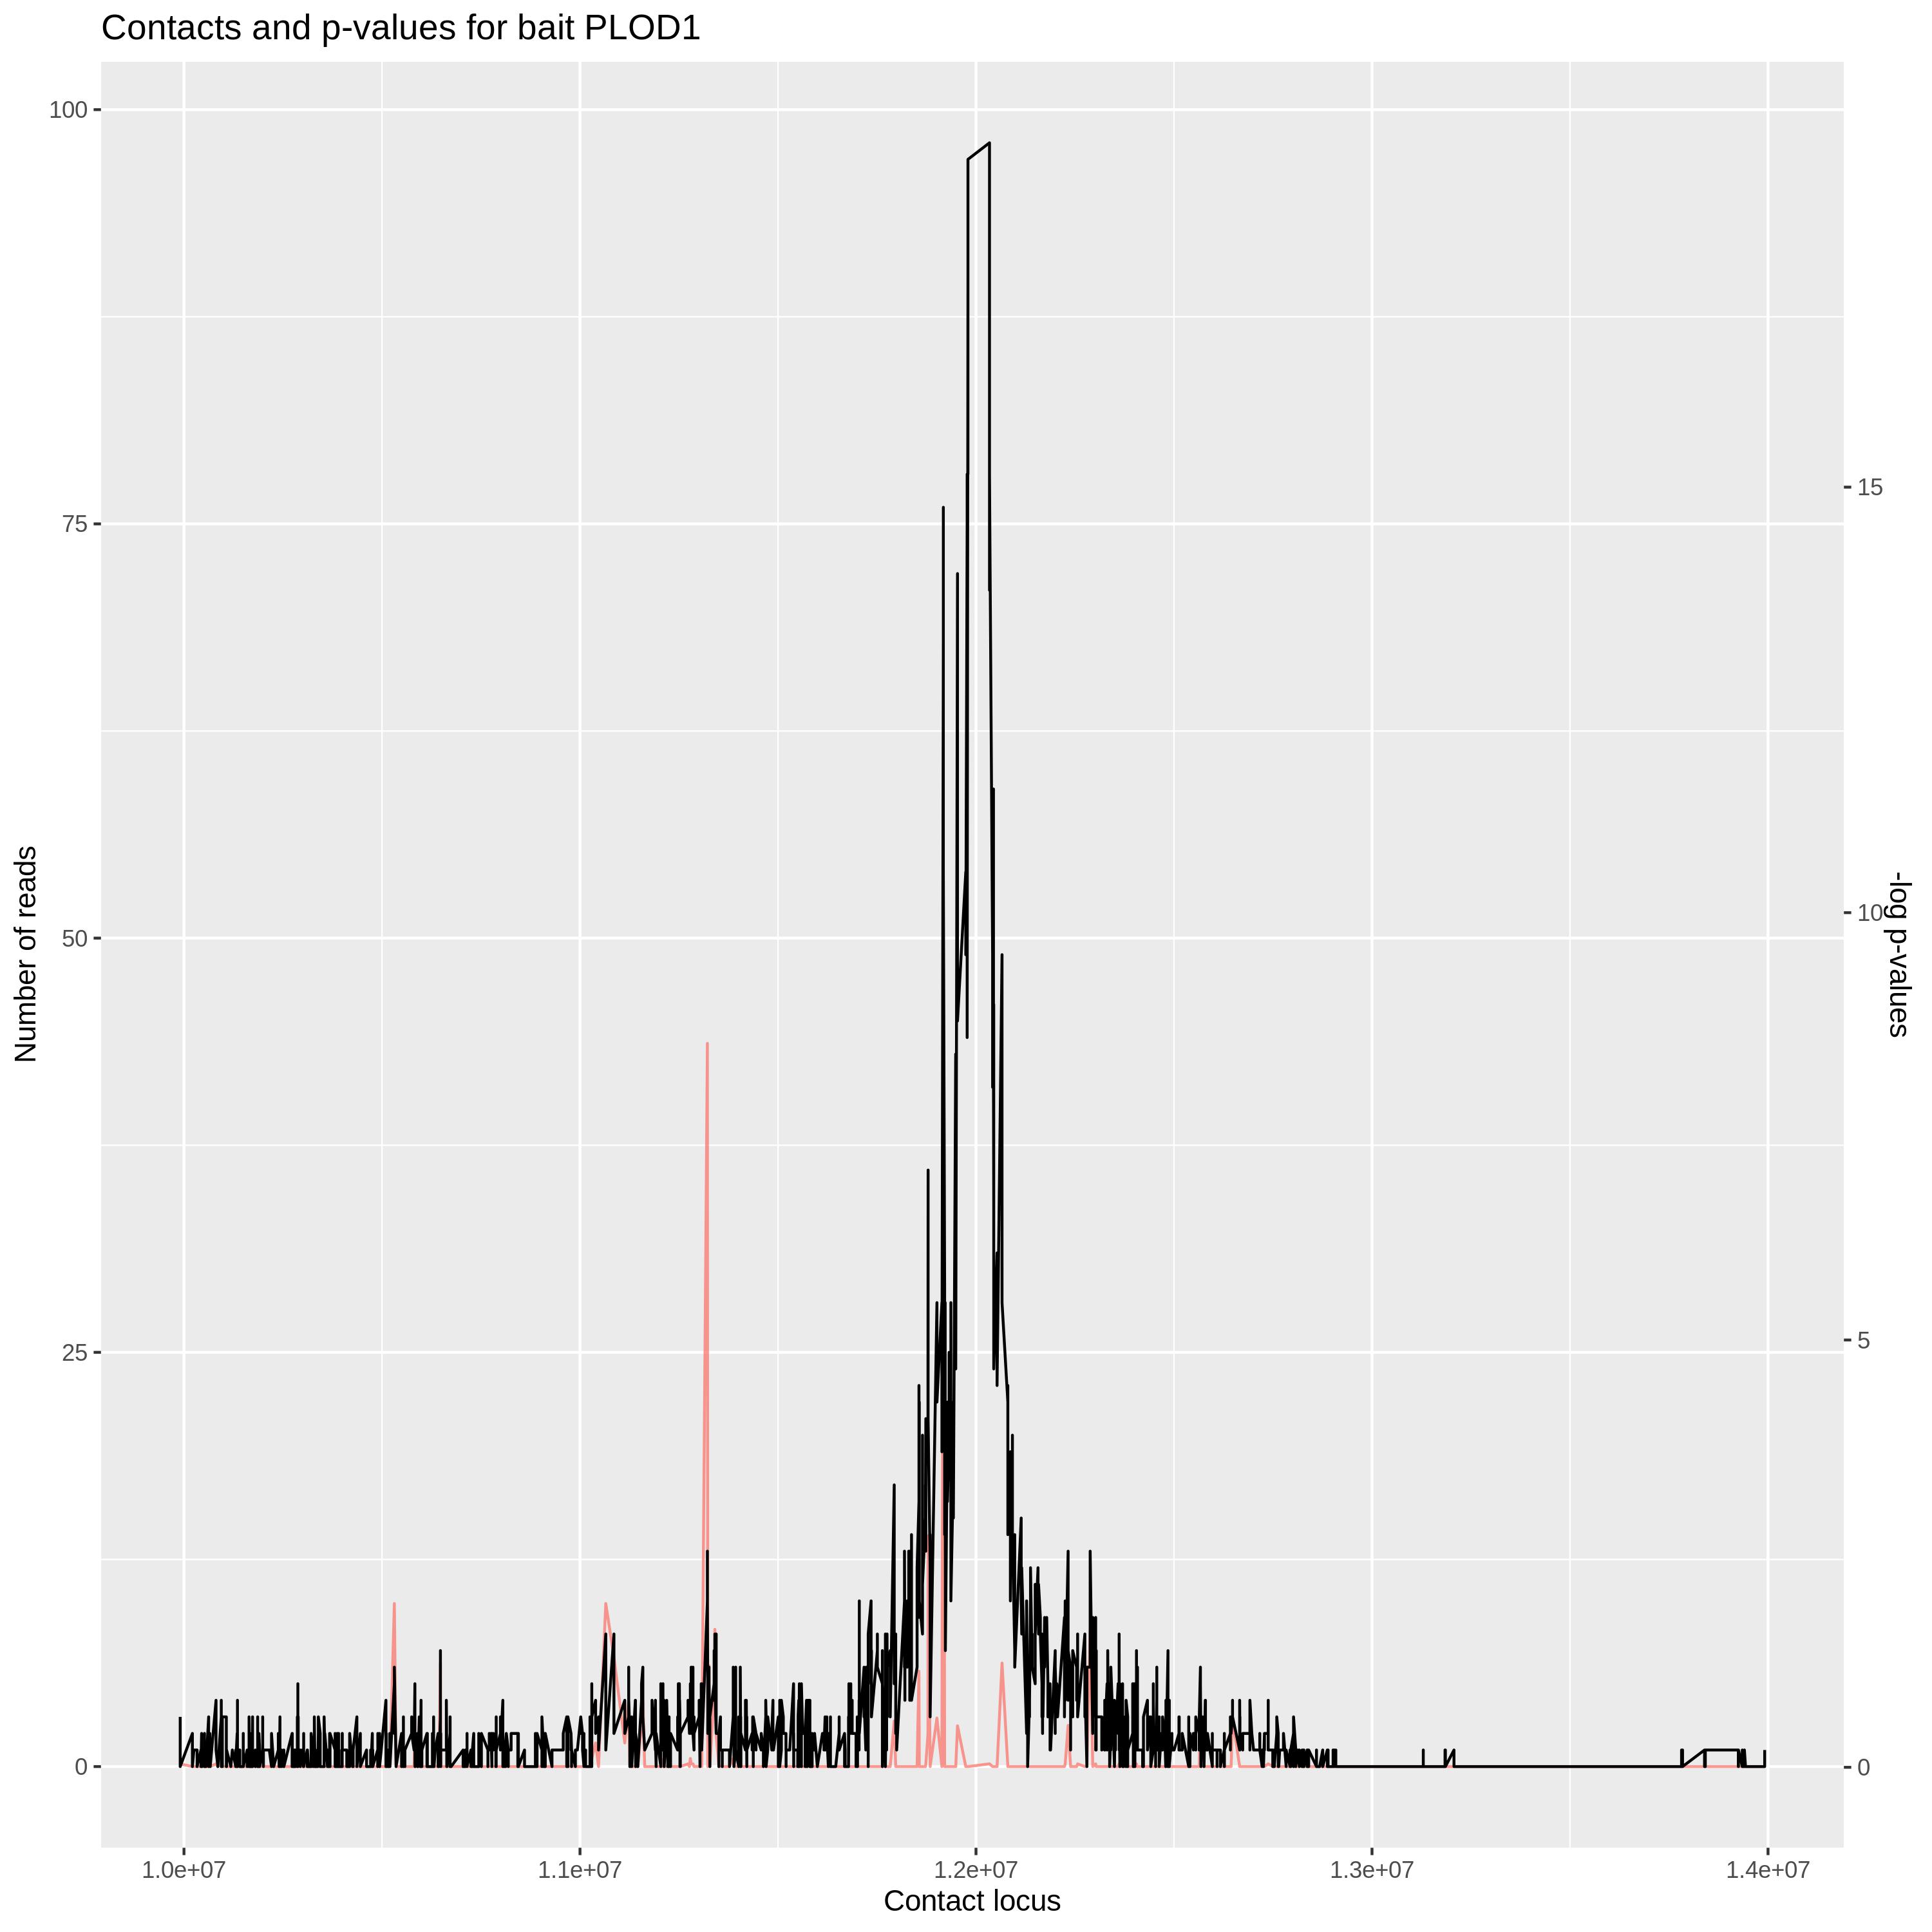 Contacts and p-values for bait PLOD1
100
75
50
25
0
Number of reads
15
10
5
0
-log p-values
1.0e+07
1.1e+07
1.2e+07
1.3e+07
1.4e+07
Contact locus